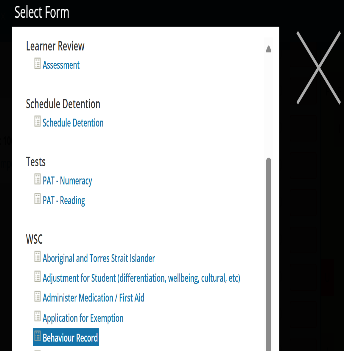 Select Form
Learner Review
Assessment
Schedule Detention
Schedule Detention
Tests
PAT - Numeracy
PAT - Reading
WSC
Aboriginal and Torres Strait Islander
Adjustment for Student (differentiation, wellbeing, cultural, etc)
Administer Medication / First Aid
Application for Exemption
Behaviour Record